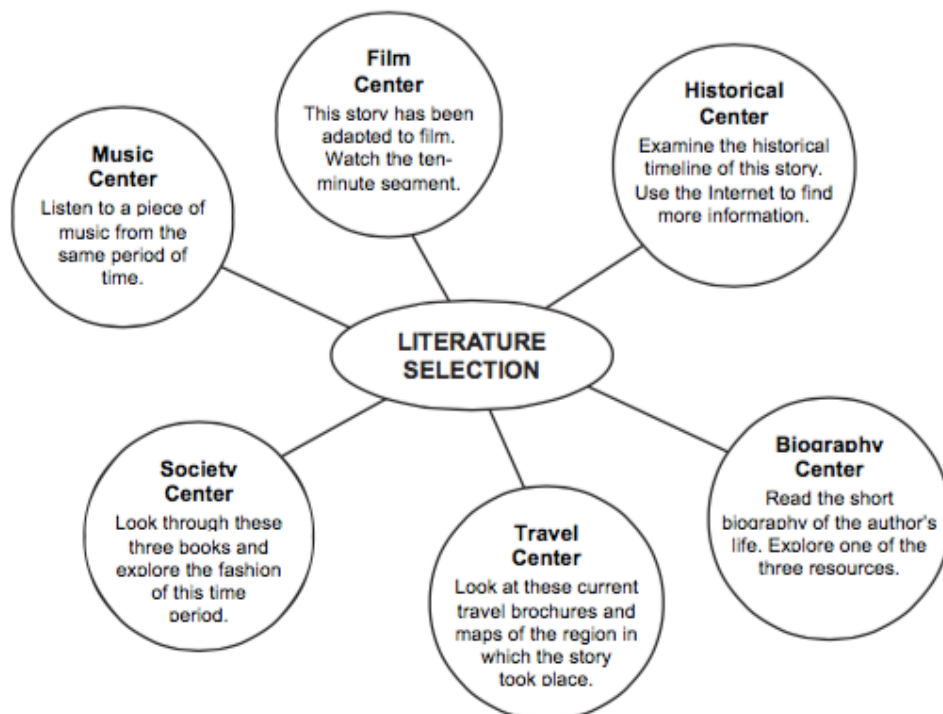 Film
Center
This story has been
adapted to film.
Watch the ten-
minute segment.
Historical
Center
Examine the historical
timeline of this story.
Use the Internet to find
more information.
Music
Center
Listen to a piece of
music from the
same period of
time.
LITERATURE
SELECTION
Society
Center
Look through these
three books and
explore the fashion
of this time
period.
Travel
Center
Look at these current
travel brochures and
maps of the region in
which the story
took place.
Biography
Center
Read the short
biography of the author's
life. Explore one of the
three resources.